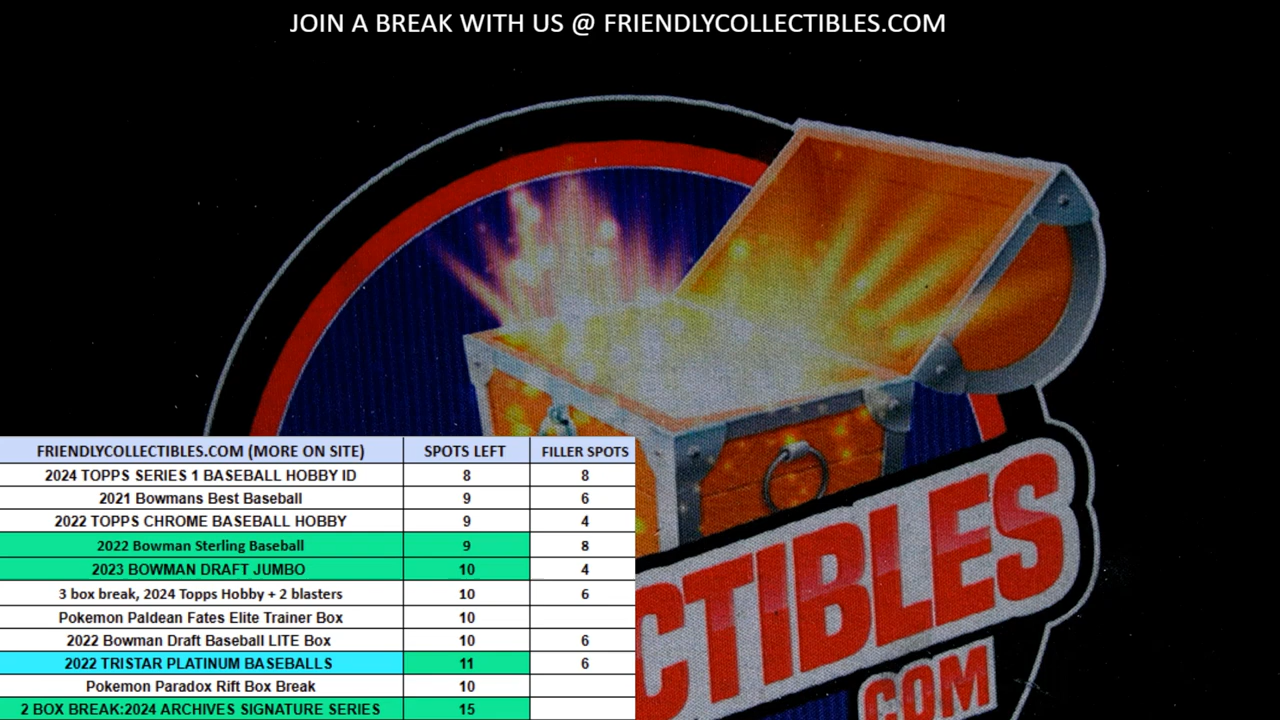 JOIN A BREAK WITH US @ FRIENDLYCOLLECTIBLES.COM
FRIENDLYCOLLECTIBLES.COM (MORE ON SITE) SPOTS LEFT FILLER SPOTS
2024 TOPPS SERIES 1 BASEBALL HOBBY ID 8 8
2021 Bowmans Best Baseball 9 6
2022 TOPPS CHROME BASEBALL HOBBY 9 4
2022 Bowman Sterling Baseball 9 8
2023 BOWMAN DRAFT JUMBO 10 4
3 box break, 2024 Topps Hobby + 2 blasters 10 6
Pokemon Paldean Fates Elite Trainer Box 10
2022 Bowman Draft Baseball LITE Box 10 6
2022 TRISTAR PLATINUM BASEBALLS 11 6
Pokemon Paradox Rift Box Break 10
2 BOX BREAK:2024 ARCHIVES SIGNATURE SERIES 15
CTIBLES
.COM